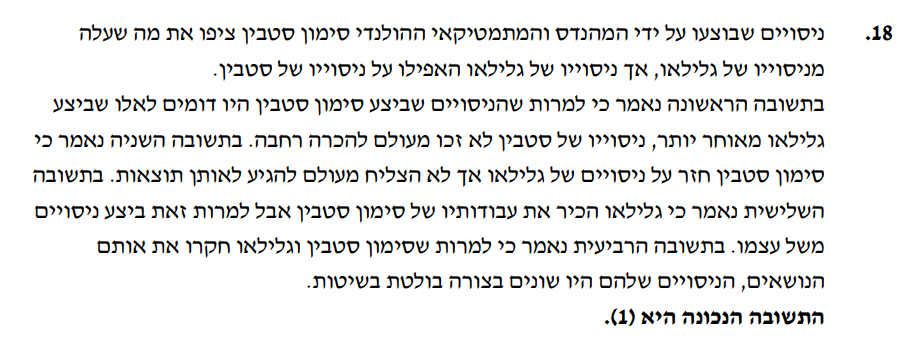 18. ניסויים שבוצעו על ידי המהנדס והמתמטיקאי ההולנדי סימון סטבין ציפו את מה שעלה
מניסוייו של גלילאו, אך ניסוייו של גלילאו האפילו על ניסוייו של סטבין.
בתשובה הראשונה נאמר כי למרות שהניסויים שביצע סימון סטבין היו דומים לאלו שביצע
גלילאו מאוחר יותר, ניסוייו של סטבין לא זכו מעולם להכרה רחבה. בתשובה השניה נאמר כי
סימון סטבין חזר על ניסויים של גלילאו אך לא הצליח מעולם להגיע לאותן תוצאות. בתשובה
השלישית נאמר כי גלילאו הכיר את עבודותיו של סימון סטבין אבל למרות זאת ביצע ניסויים
משל עצמו. בתשובה הרביעית נאמר כי למרות שסימון סטבין וגלילאו חקרו את אותם
הנושאים, הניסויים שלהם היו שונים בצורה בולטת בשיטות.
התשובה הנכונה היא (1).